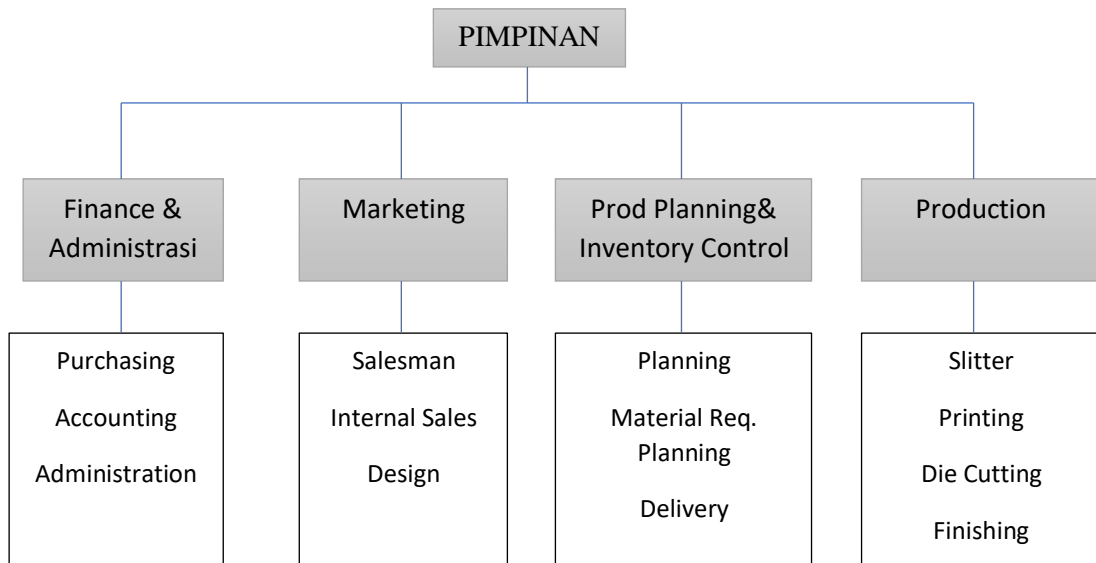 PIMPINAN
Finance &
Administrasi
Marketing
Prod Planning&
Inventory Control
Production
Purchasing
Accounting
Administration
Salesman
Internal Sales
Design
Planning
Material Req.
Planning
Delivery
Slitter
Printing
Die Cutting
Finishing